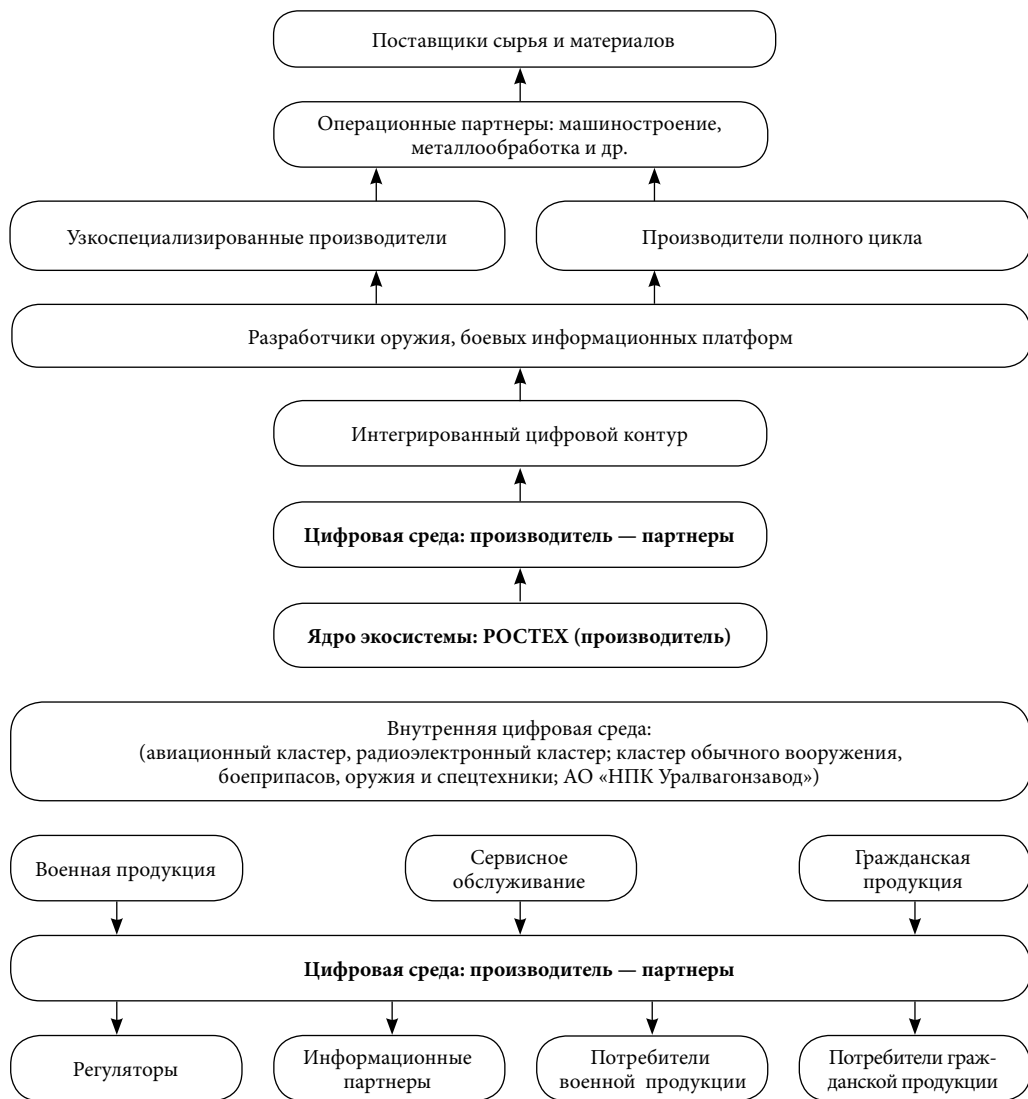 Поставщики сырья и материалов
Операционные партнеры: машиностроение,
металлообработка и др.
Узкоспециализированные производители
Производители полного цикла
Разработчики оружия, боевых информационных платформ
Интегрированный цифровой контур
Цифровая среда: производитель — партнеры
Ядро экосистемы: РОСТЕХ (производитель)
Внутренняя цифровая среда:
(авиационный кластер, радиоэлектронный кластер; кластер обычного вооружения,
боеприпасов, оружия и спецтехники; АО «НПК Уралвагонзавод»)
Военная продукция
Сервисное
обслуживание
Гражданская
продукция
Цифровая среда: производитель — партнеры
Регуляторы
Информационные
партнеры
Потребители
военной продукции
Потребители граж-
данской продукции